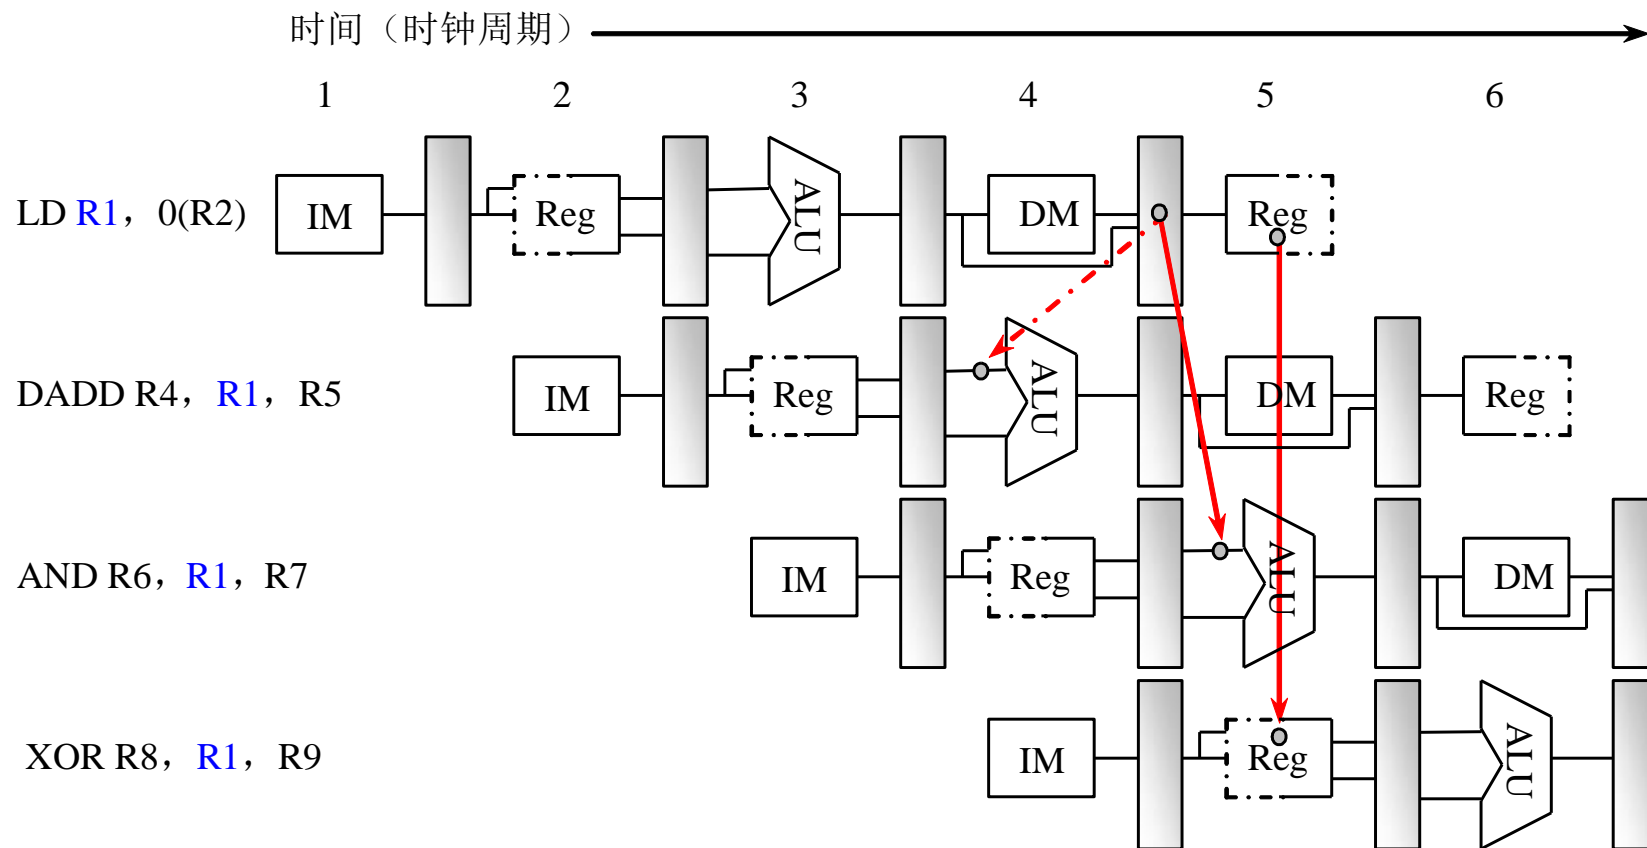 时间（时钟周期）
1 2 3 4 5 6
LD R1，0(R2) IM Reg ALU DM Reg
DADD R4，R1，R5 IM Reg ALU DM Reg
AND R6，R1，R7 IM Reg ALU DM
XOR R8，R1，R9 IM Reg ALU